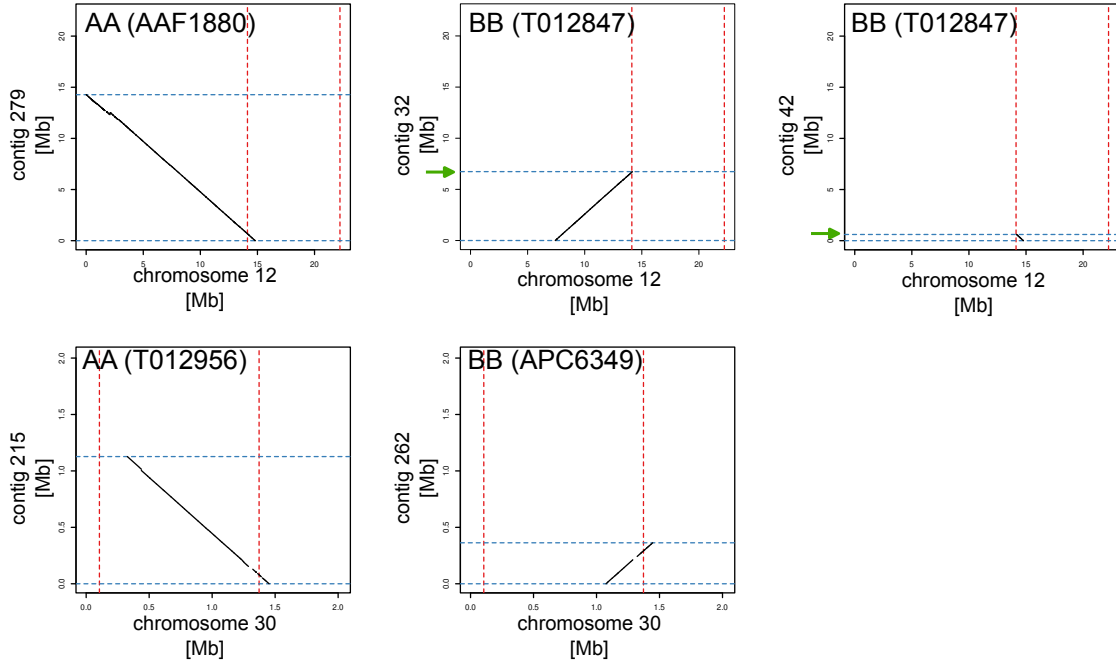 AA (AAF1880)
contig 279
[Mb]
20
15
10
5
0
0 5 10 15 20
chromosome 12
[Mb]
BB (T012847)
contig 32
[Mb]
20
15
10
5
0
0 5 10 15 20
chromosome 12
[Mb]
BB (T012847)
contig 42
[Mb]
20
15
10
5
0
0 5 10 15 20
chromosome 12
[Mb]
AA (T012956)
contig 215
[Mb]
2.0
1.5
1.0
0.5
0.0
0.0 0.5 1.0 1.5 2.0
chromosome 30
[Mb]
BB (APC6349)
contig 262
[Mb]
2.0
1.5
1.0
0.5
0.0
0.0 0.5 1.0 1.5 2.0
chromosome 30
[Mb]